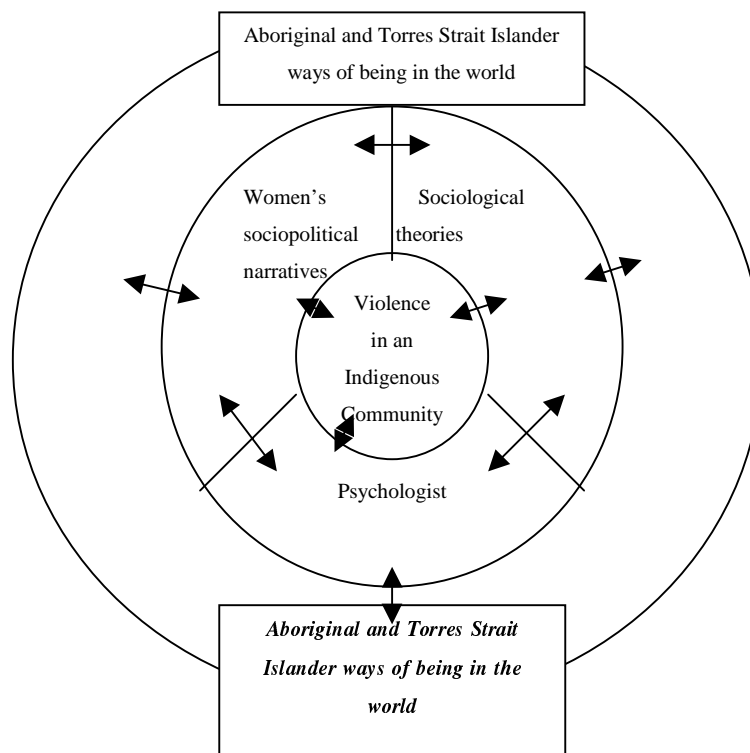 Aboriginal and Torres Strait Islander
ways of being in the world
Women’s
sociopolitical
narratives
Sociological
theories
Violence
in an
Indigenous
Community
Psychologist
Aboriginal and Torres Strait
Islander ways of being in the
world